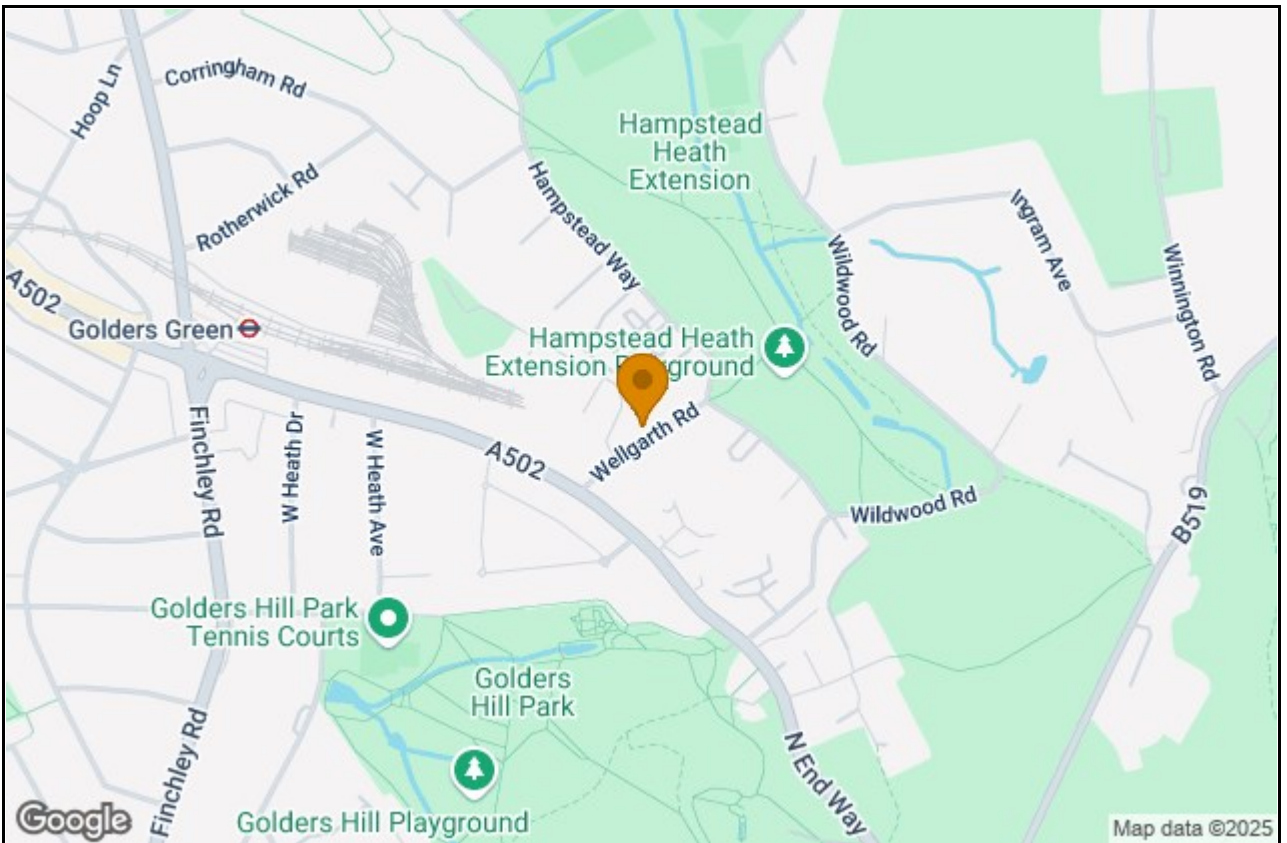 Hoop Ln
Corringham Rd
Rotherwick Rd
Hampstead Way
Hampstead
Heath
Extension
Wildwood Rd
Ingram Ave
Winnington Rd
A502
Golders Green
Hampstead Heath
Extension Playground
Wellgarth Rd
A502
Finchley Rd
W Heath Dr
W Heath Ave
Wildwood Rd
B519
Golders Hill Park
Tennis Courts
Golders
Hill Park
Finchley Rd
N End Way
Golders Hill Playground
Google
Map data ©2025